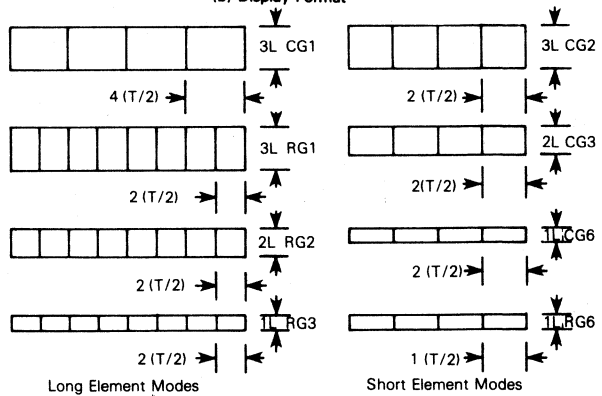 (b) Display Format
3L CG1
4 (T/2)
3L RG1
2 (T/2)
2L RG2
2 (T/2)
1L RG3
2 (T/2)
Long Element Modes
3L CG2
2 (T/2)
2L CG3
2(T/2)
1L CG6
2 (T/2)
1L RG6
1 (T/2)
Short Element Modes